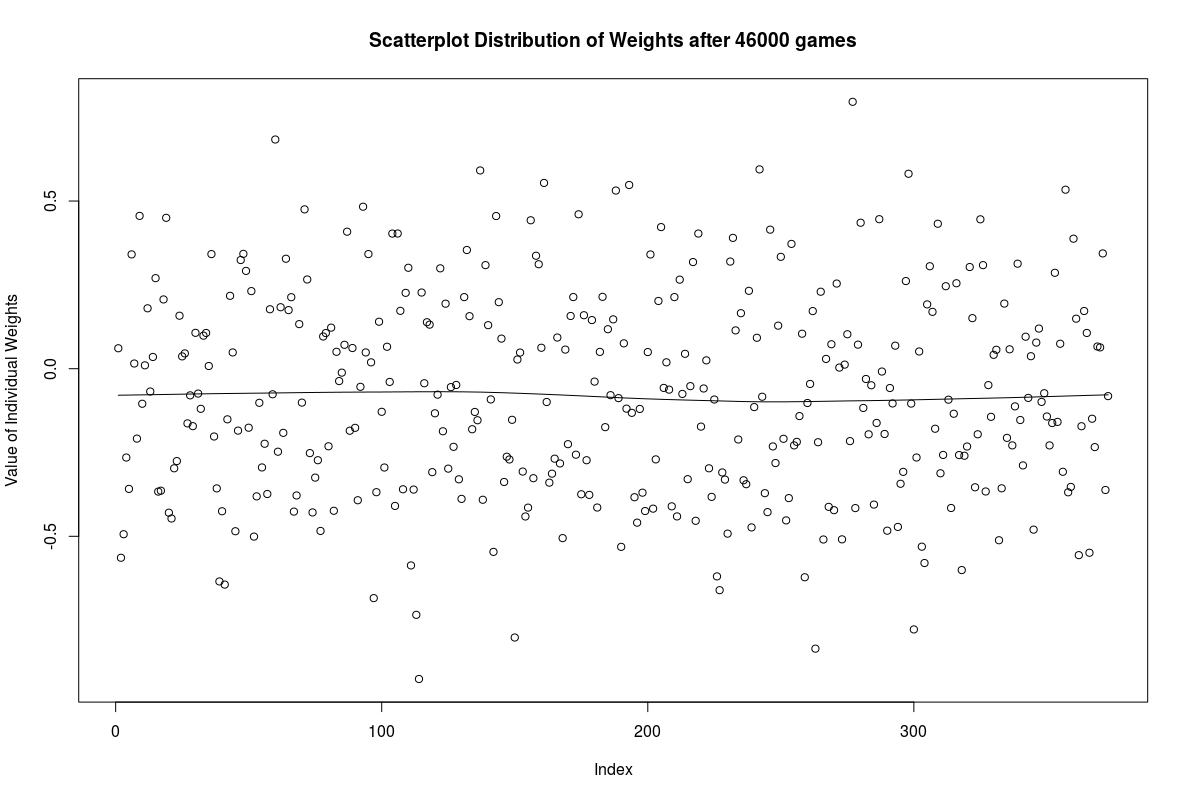 Scatterplot Distribution of Weights after 46000 games
Value of Individual Weights
0.5
0.0
-0.5
0 100 200 300
Index